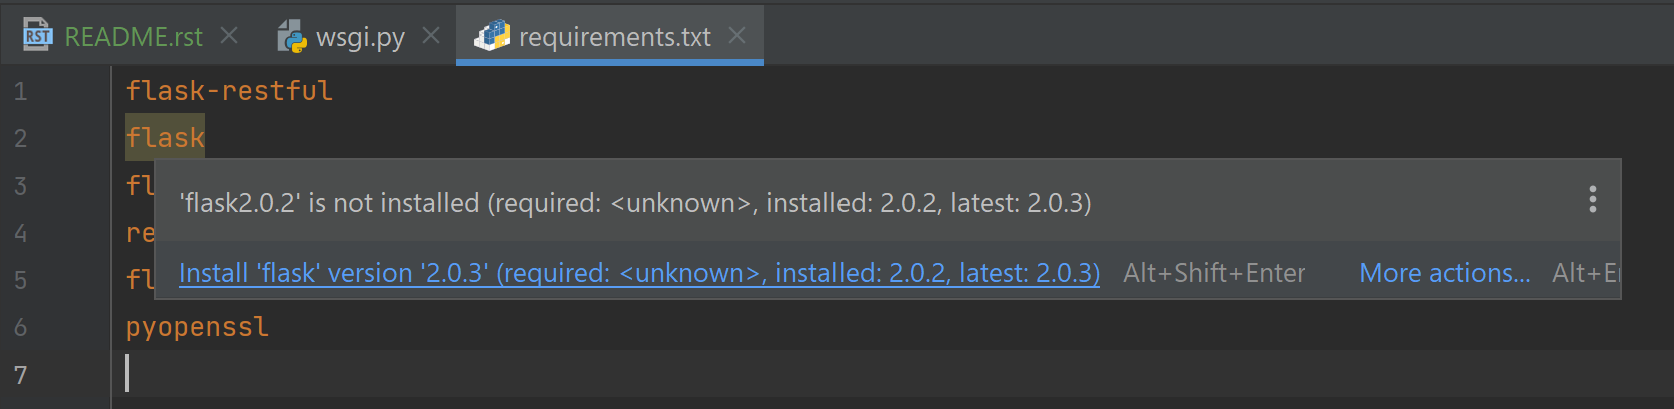 README.rst wsgi.py requirements.txt
1 flask-restful
2 flask
3 fl
'flask2.0.2' is not installed (required: <unknown>, installed: 2.0.2, latest: 2.0.3)
4 re
5 fl
Install 'flask' version '2.0.3' (required: <unknown>, installed: 2.0.2, latest: 2.0.3) Alt+Shift+Enter More actions... Alt+E
6 pyopenssl
7